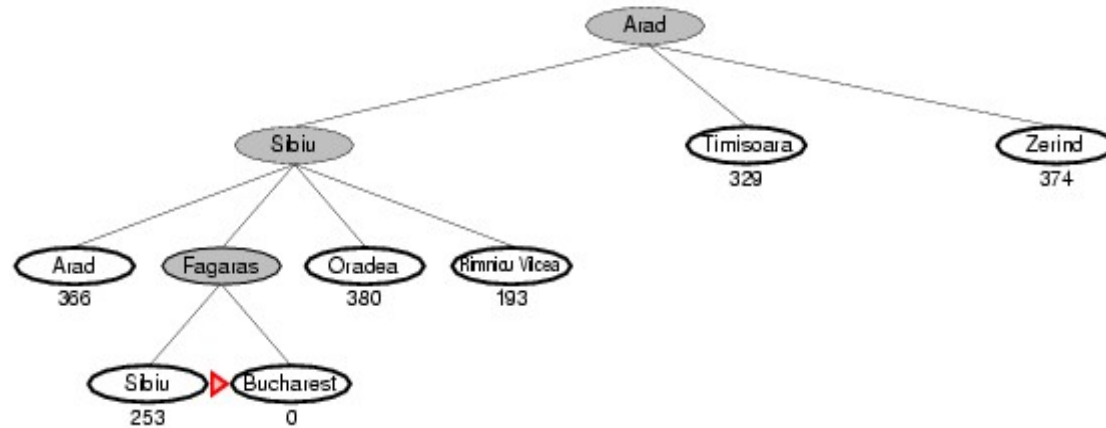 Arad
Sibiu
Timisoara
Zerind
329
374
Arad
Fagaras
Oradea
Rimnicu Vilcea
366
380
193
Sibiu
Bucharest
253
0